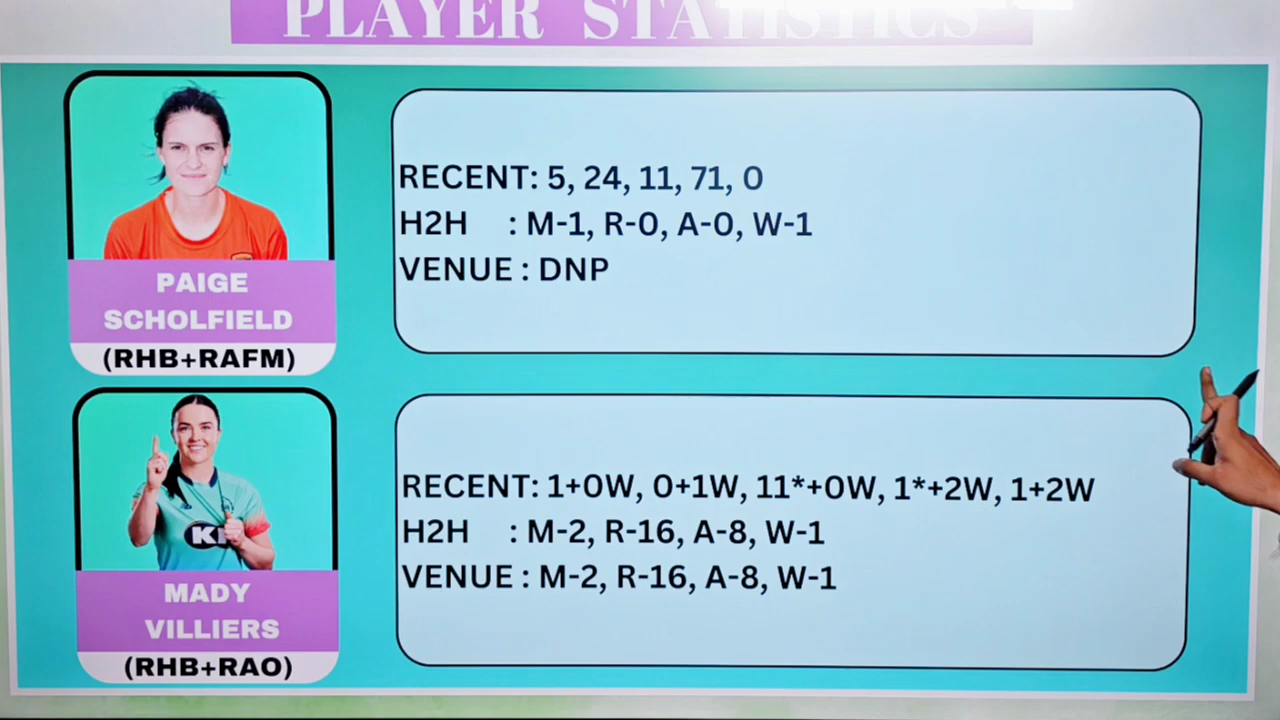 PLAYER STATISTICS
RECENT: 5, 24, 11, 71, 0
H2H : M-1, R-0, A-0, W-1
VENUE : DNP
PAIGE
SCHOLFIELD
(RHB+RAFM)
RECENT: 1+0W, 0+1W, 11*+0W, 1*+2W, 1+2W
H2H : M-2, R-16, A-8, W-1
VENUE : M-2, R-16, A-8, W-1
MADY
VILLIERS
(RHB+RAO)